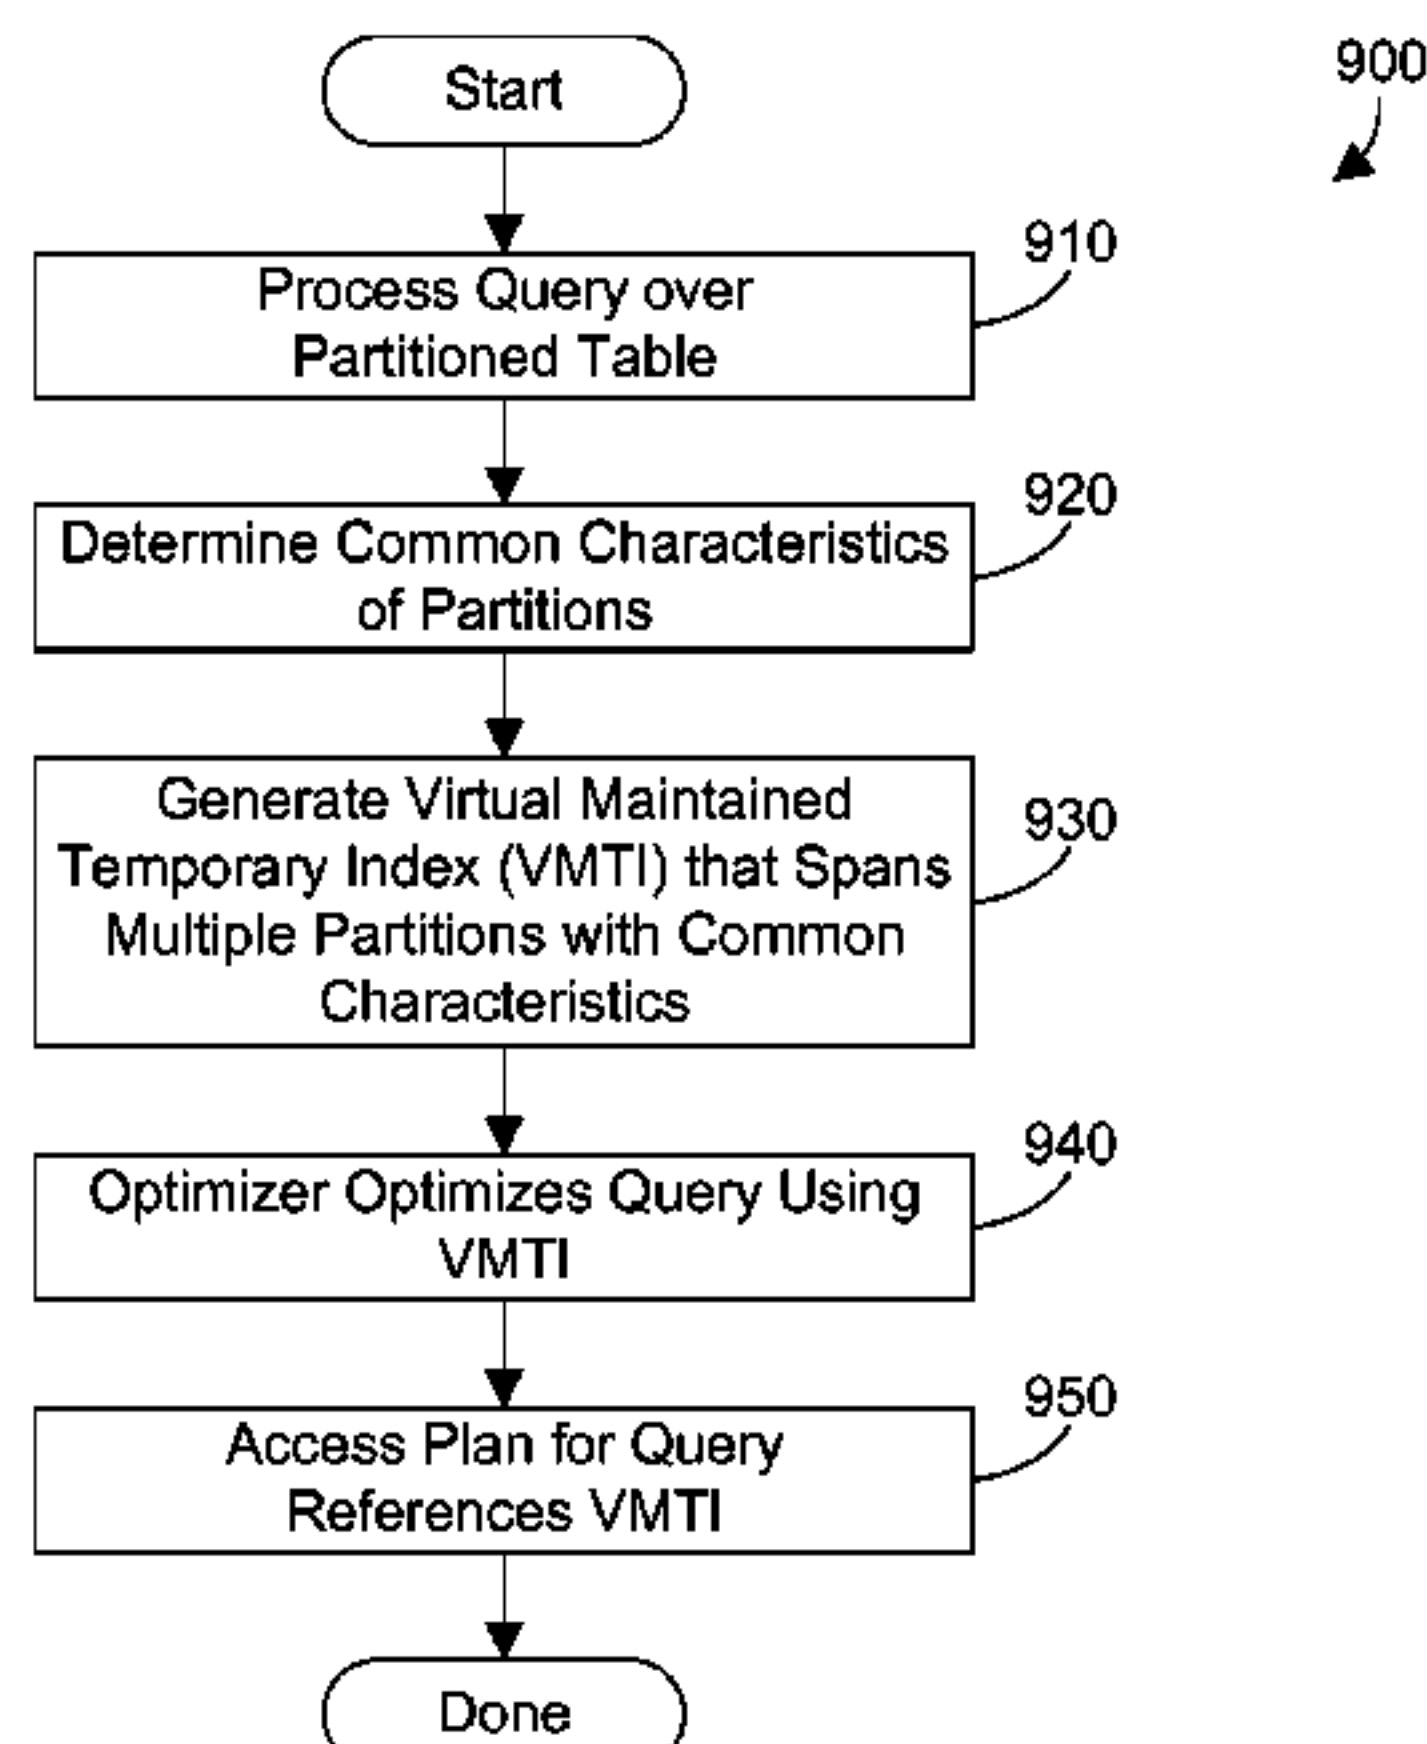 Start
900
910
Process Query over
Partitioned Table
920
Determine Common Characteristics
of Partitions
930
Generate Virtual Maintained
Temporary Index (VMTI) that Spans
Multiple Partitions with Common
Characteristics
940
Optimizer Optimizes Query Using
VMTI
950
Access Plan for Query
References VMTI
Done